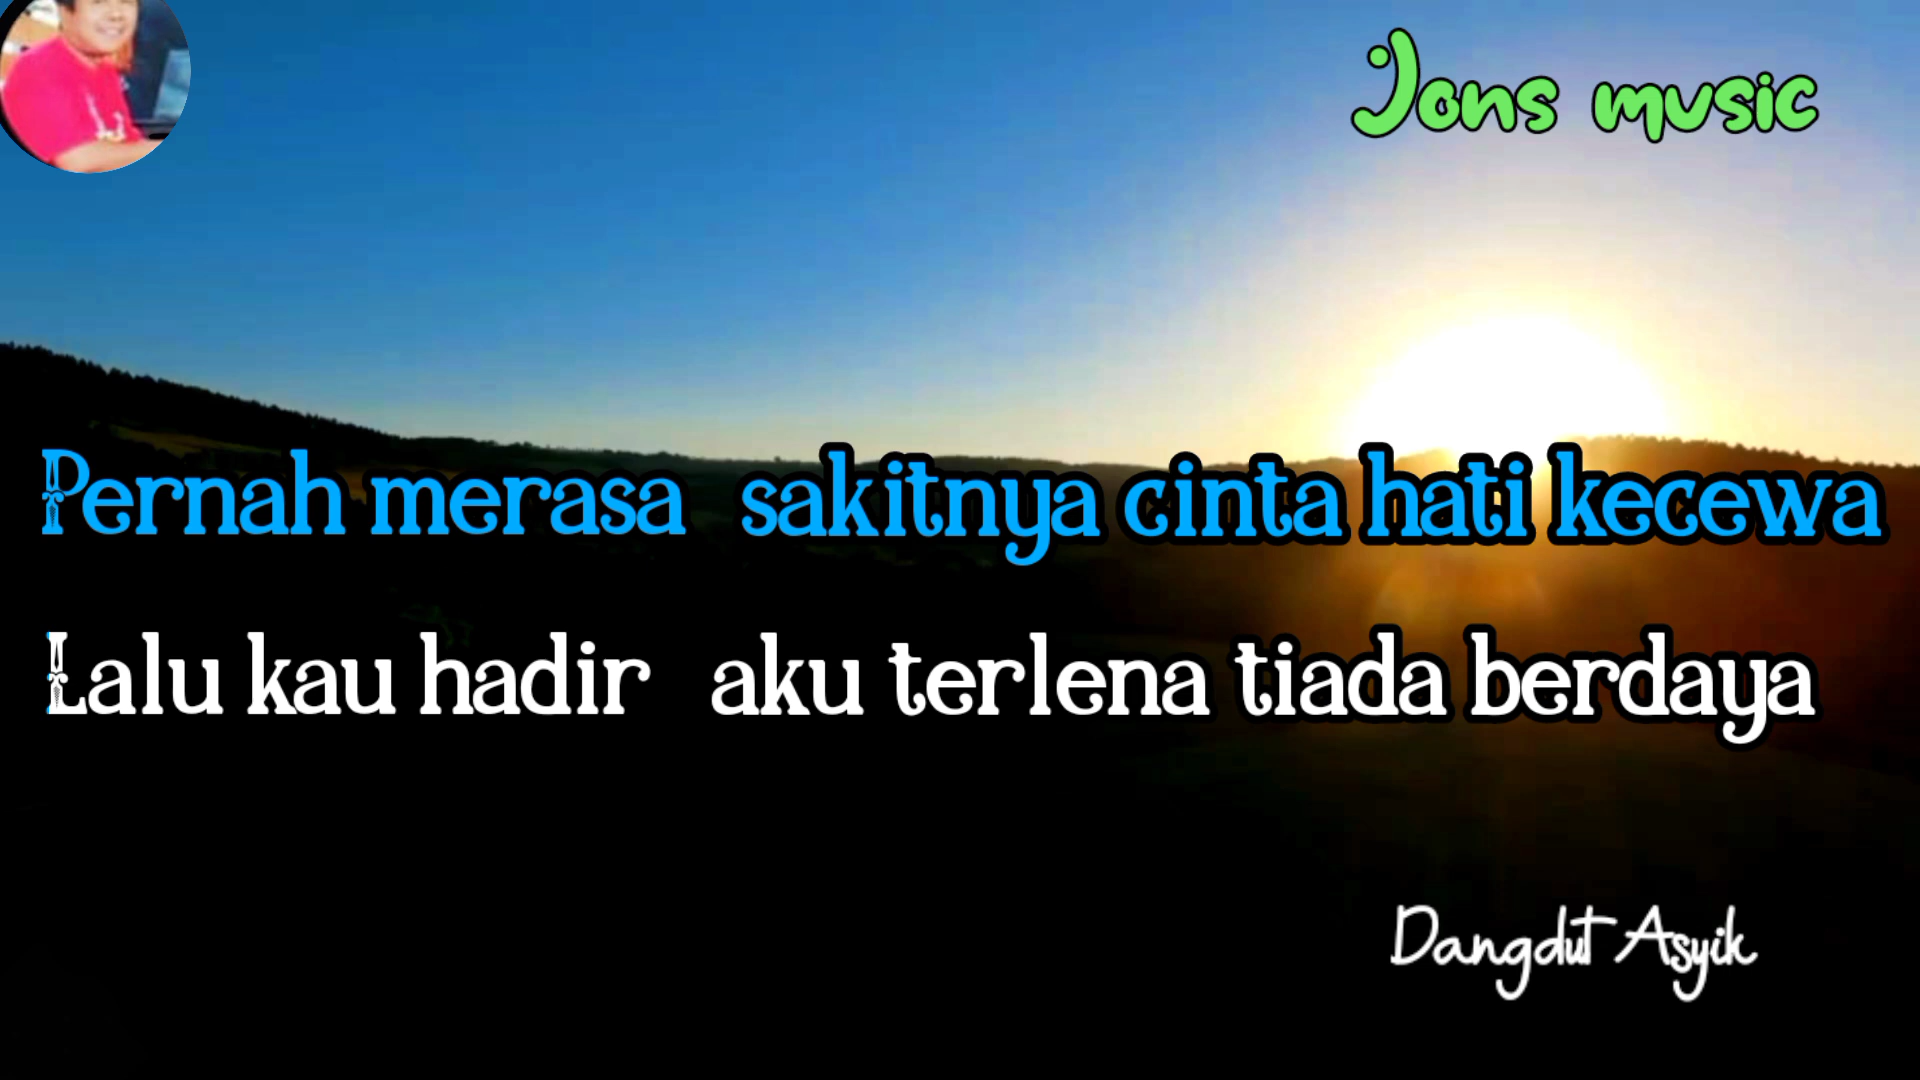 Jons music
Pernah merasa sakitnya cinta hati kecewa
Lalu kau hadir aku terlena tiada berdaya
Dangdut Asyik